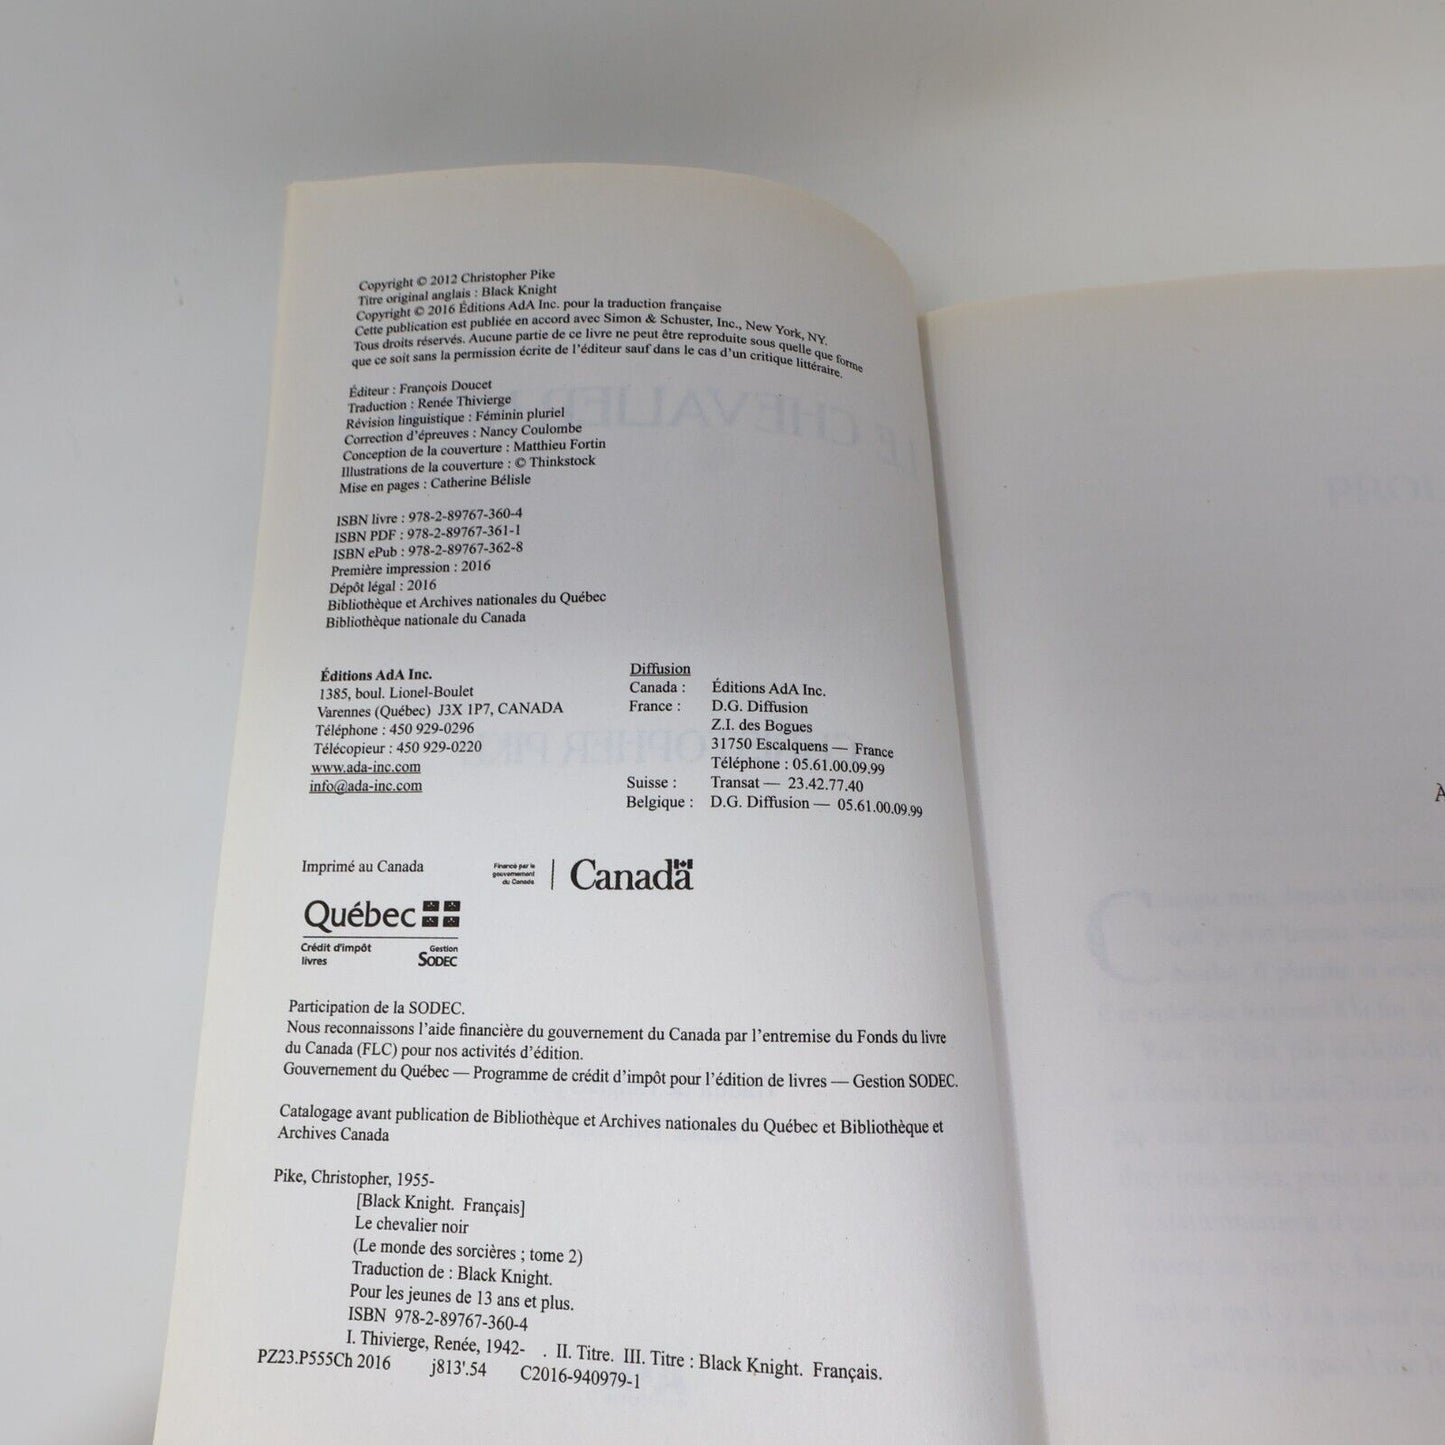 Copyright © 2012 Christopher Pike
Titre original anglais : Black Knight
Copyright © 2016 Éditions AdA Inc. pour la traduction française
Cette publication est publiée en accord avec Simon & Schuster, Inc., New York, NY.
Tous droits réservés. Aucune partie de ce livre ne peut être reproduite sous quelle que forme
que ce soit sans la permission écrite de l'éditeur sauf dans le cas d'un critique littéraire.
Éditeur : François Doucet
Traduction : Renée Thivierge
Révision linguistique : Féminin pluriel
Correction d'épreuves : Nancy Coulombe
Conception de la couverture : Matthieu Fortin
Illustrations de la couverture : © Thinkstock
Mise en pages : Catherine Bélisle
ISBN livre : 978-2-89767-360-4
ISBN PDF : 978-2-89767-361-1
ISBN ePub : 978-2-89767-362-8
Première impression : 2016
Dépôt légal : 2016
Bibliothèque et Archives nationales du Québec
Bibliothèque nationale du Canada
Éditions AdA Inc.
1385, boul. Lionel-Boulet
Varennes (Québec) J3X 1P7, CANADA
Téléphone : 450 929-0296
Télécopieur : 450 929-0220
www.ada-inc.com
info@ada-inc.com
Diffusion
Canada : Éditions AdA Inc.
France : D.G. Diffusion
Z.I. des Bogues
31750 Escalquens — France
Téléphone : 05.61.00.09.99
Suisse : Transat — 23.42.77.40
Belgique : D.G. Diffusion — 05.61.00.09.99
Imprimé au Canada
Financé par le
gouvernement
du Canada
Canada
Québec
Crédit d'impôt
livres
Gestion
SODEC
Participation de la SODEC.
Nous reconnaissons l'aide financière du gouvernement du Canada par l'entremise du Fonds du livre
du Canada (FLC) pour nos activités d'édition.
Gouvernement du Québec — Programme de crédit d'impôt pour l'édition de livres — Gestion SODEC.
Catalogage avant publication de Bibliothèque et Archives nationales du Québec et Bibliothèque et
Archives Canada
Pike, Christopher, 1955-
[Black Knight. Français]
Le chevalier noir
(Le monde des sorcières ; tome 2)
Traduction de : Black Knight.
Pour les jeunes de 13 ans et plus.
ISBN 978-2-89767-360-4
I. Thivierge, Renée, 1942- . II. Titre. III. Titre : Black Knight. Français.
PZ23.P555Ch 2016 j813'.54 C2016-940979-1
À